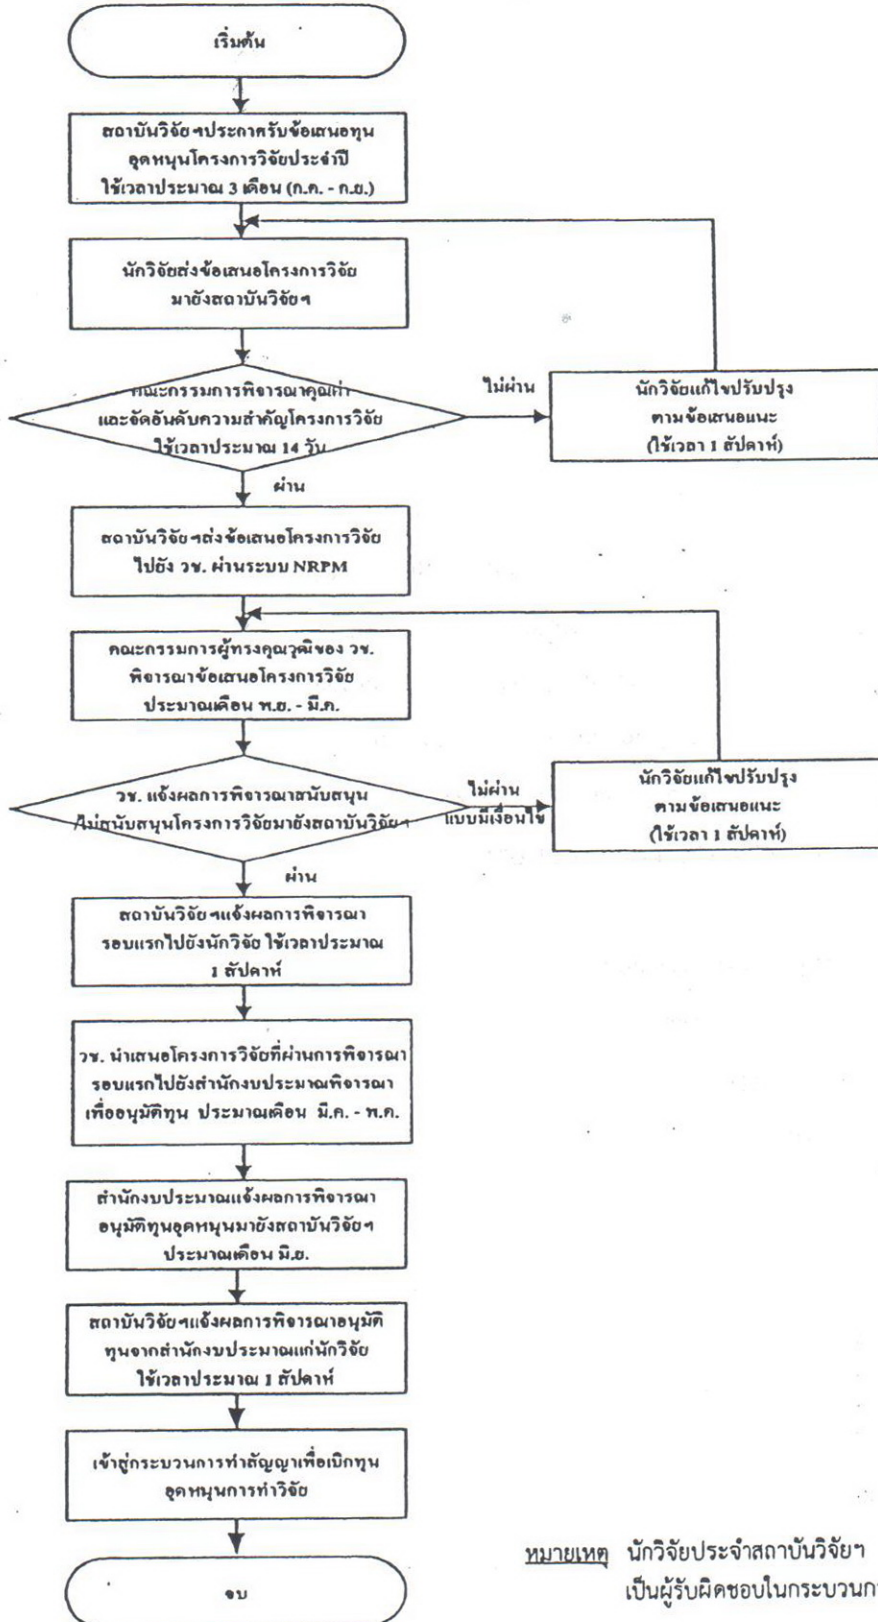 เริ่มต้น
สถาบันวิจัยฯประกาศรับข้อเสนอทุน
อุดหนุนโครงการวิจัยประจำปี
ใช้เวลาประมาณ 3 เดือน (ก.ค. - ก.ย.)
นักวิจัยส่งข้อเสนอโครงการวิจัย
มายังสถาบันวิจัยฯ
คณะกรรมการพิจารณาคุณค่า
และจัดอันดับความสำคัญโครงการวิจัย
ใช้เวลาประมาณ 14 วัน
ไม่ผ่าน
นักวิจัยแก้ไขปรับปรุง
ตามข้อเสนอแนะ
(ใช้เวลา 1 สัปดาห์)
ผ่าน
สถาบันวิจัยฯส่งข้อเสนอโครงการวิจัย
ไปยัง วช. ผ่านระบบ NRPM
คณะกรรมการผู้ทรงคุณวุฒิของ วช.
พิจารณาข้อเสนอโครงการวิจัย
ประมาณเดือน พ.ย. - มี.ค.
วช. แจ้งผลการพิจารณาสนับสนุน
/ไม่สนับสนุนโครงการวิจัยมายังสถาบันวิจัยฯ
ไม่ผ่าน
แบบมีเงื่อนไข
นักวิจัยแก้ไขปรับปรุง
ตามข้อเสนอแนะ
(ใช้เวลา 1 สัปดาห์)
ผ่าน
สถาบันวิจัยฯแจ้งผลการพิจารณา
รอบแรกไปยังนักวิจัย ใช้เวลาประมาณ
1 สัปดาห์
วช. นำเสนอโครงการวิจัยที่ผ่านการพิจารณา
รอบแรกไปยังสำนักงบประมาณพิจารณา
เพื่ออนุมัติทุน ประมาณเดือน มี.ค. - พ.ค.
สำนักงบประมาณแจ้งผลการพิจารณา
อนุมัติทุนอุดหนุนมายังสถาบันวิจัยฯ
ประมาณเดือน มิ.ย.
สถาบันวิจัยฯแจ้งผลการพิจารณาอนุมัติ
ทุนจากสำนักงบประมาณแก่นักวิจัย
ใช้เวลาประมาณ 1 สัปดาห์
เข้าสู่กระบวนการทำสัญญาเพื่อเบิกทุน
อุดหนุนการทำวิจัย
จบ
หมายเหตุ นักวิจัยประจำสถาบันวิจัยฯ
เป็นผู้รับผิดชอบในกระบวนก